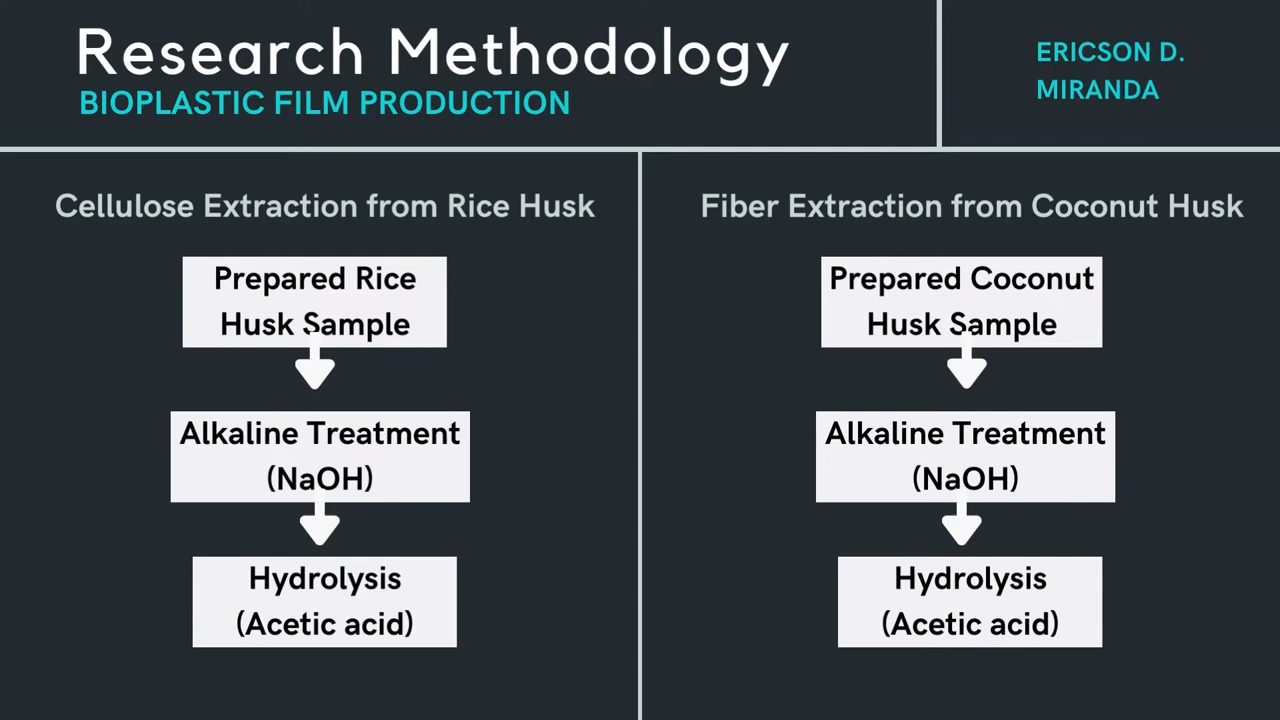 Research Methodology
BIOPLASTIC FILM PRODUCTION
ERICSON D.
MIRANDA
Cellulose Extraction from Rice Husk
Prepared Rice
Husk Sample
Alkaline Treatment
(NaOH)
Hydrolysis
(Acetic acid)
Fiber Extraction from Coconut Husk
Prepared Coconut
Husk Sample
Alkaline Treatment
(NaOH)
Hydrolysis
(Acetic acid)